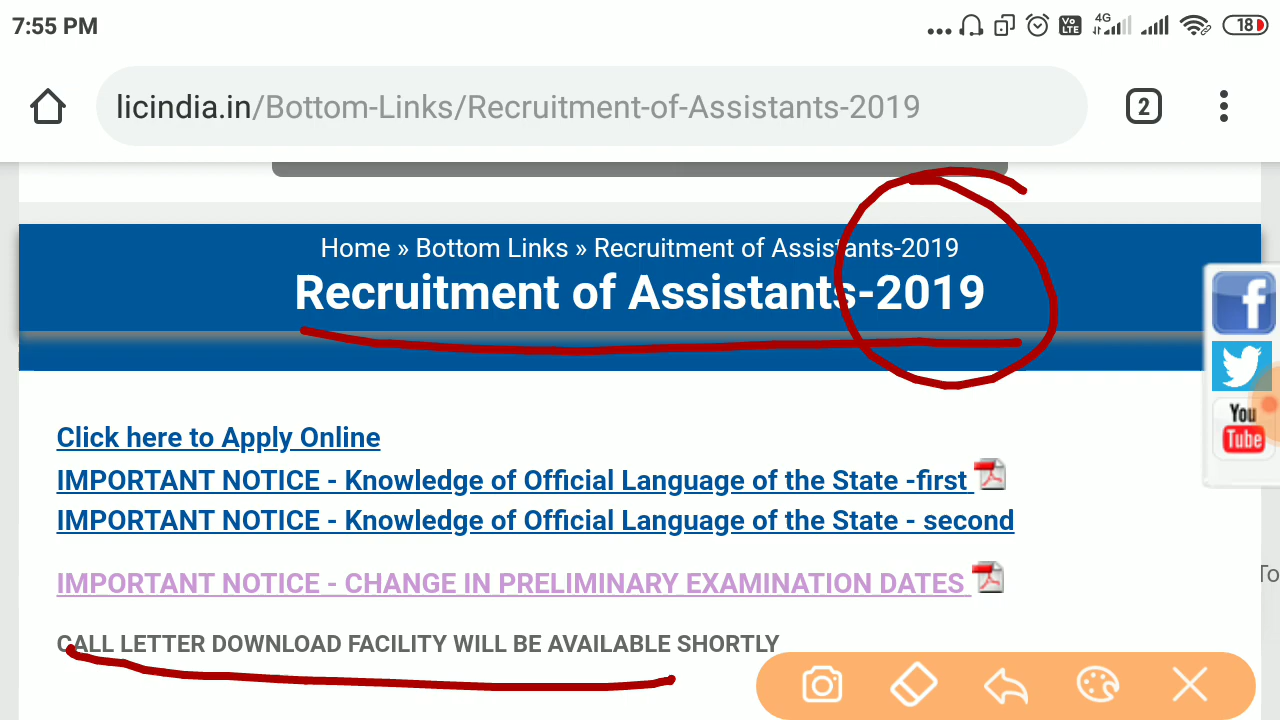 7:55 PM
Vo LTE 4G 18
licindia.in/Bottom-Links/Recruitment-of-Assistants-2019
2
Home » Bottom Links » Recruitment of Assistants-2019
Recruitment of Assistants-2019
f
You
Tube
Click here to Apply Online
IMPORTANT NOTICE - Knowledge of Official Language of the State -first
IMPORTANT NOTICE - Knowledge of Official Language of the State - second
IMPORTANT NOTICE - CHANGE IN PRELIMINARY EXAMINATION DATES
To
CALL LETTER DOWNLOAD FACILITY WILL BE AVAILABLE SHORTLY